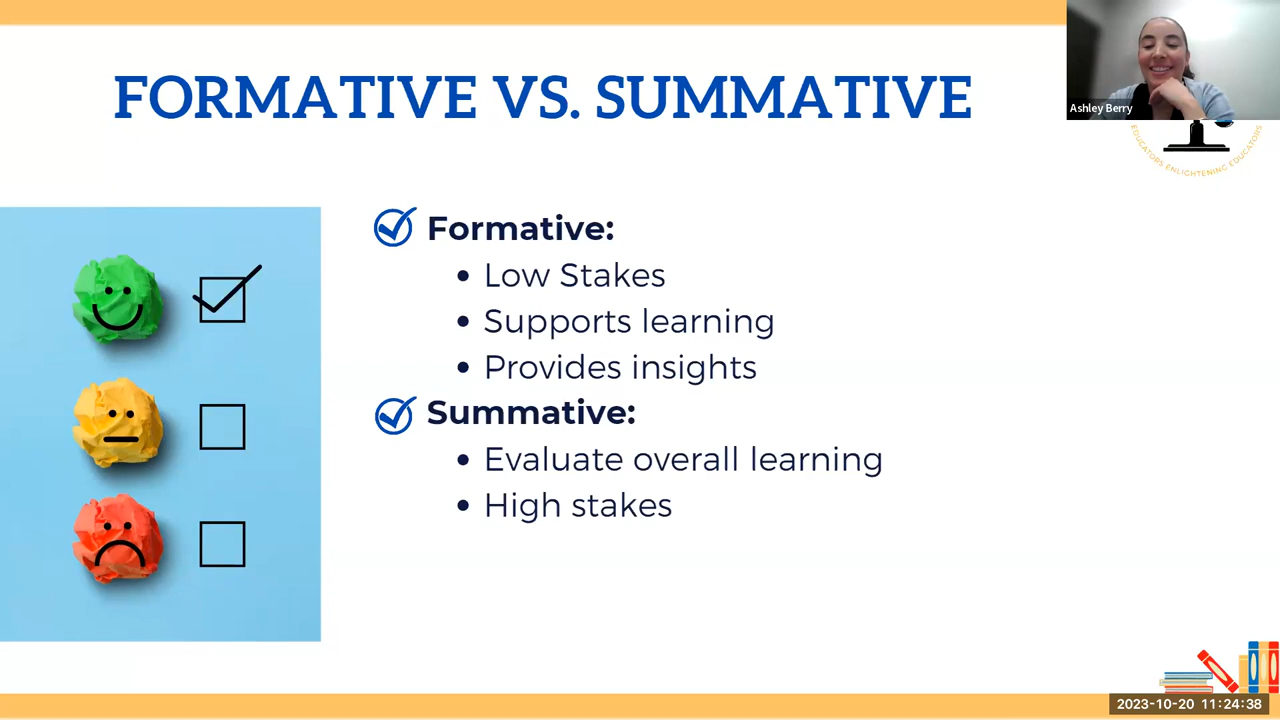 FORMATIVE VS. SUMMATIVE
Ashley Berry
EDUCATORS ENLIGHTENING EDUCATORS
Formative:
• Low Stakes
• Supports learning
• Provides insights
Summative:
• Evaluate overall learning
• High stakes
2023-10-20 11:24:38